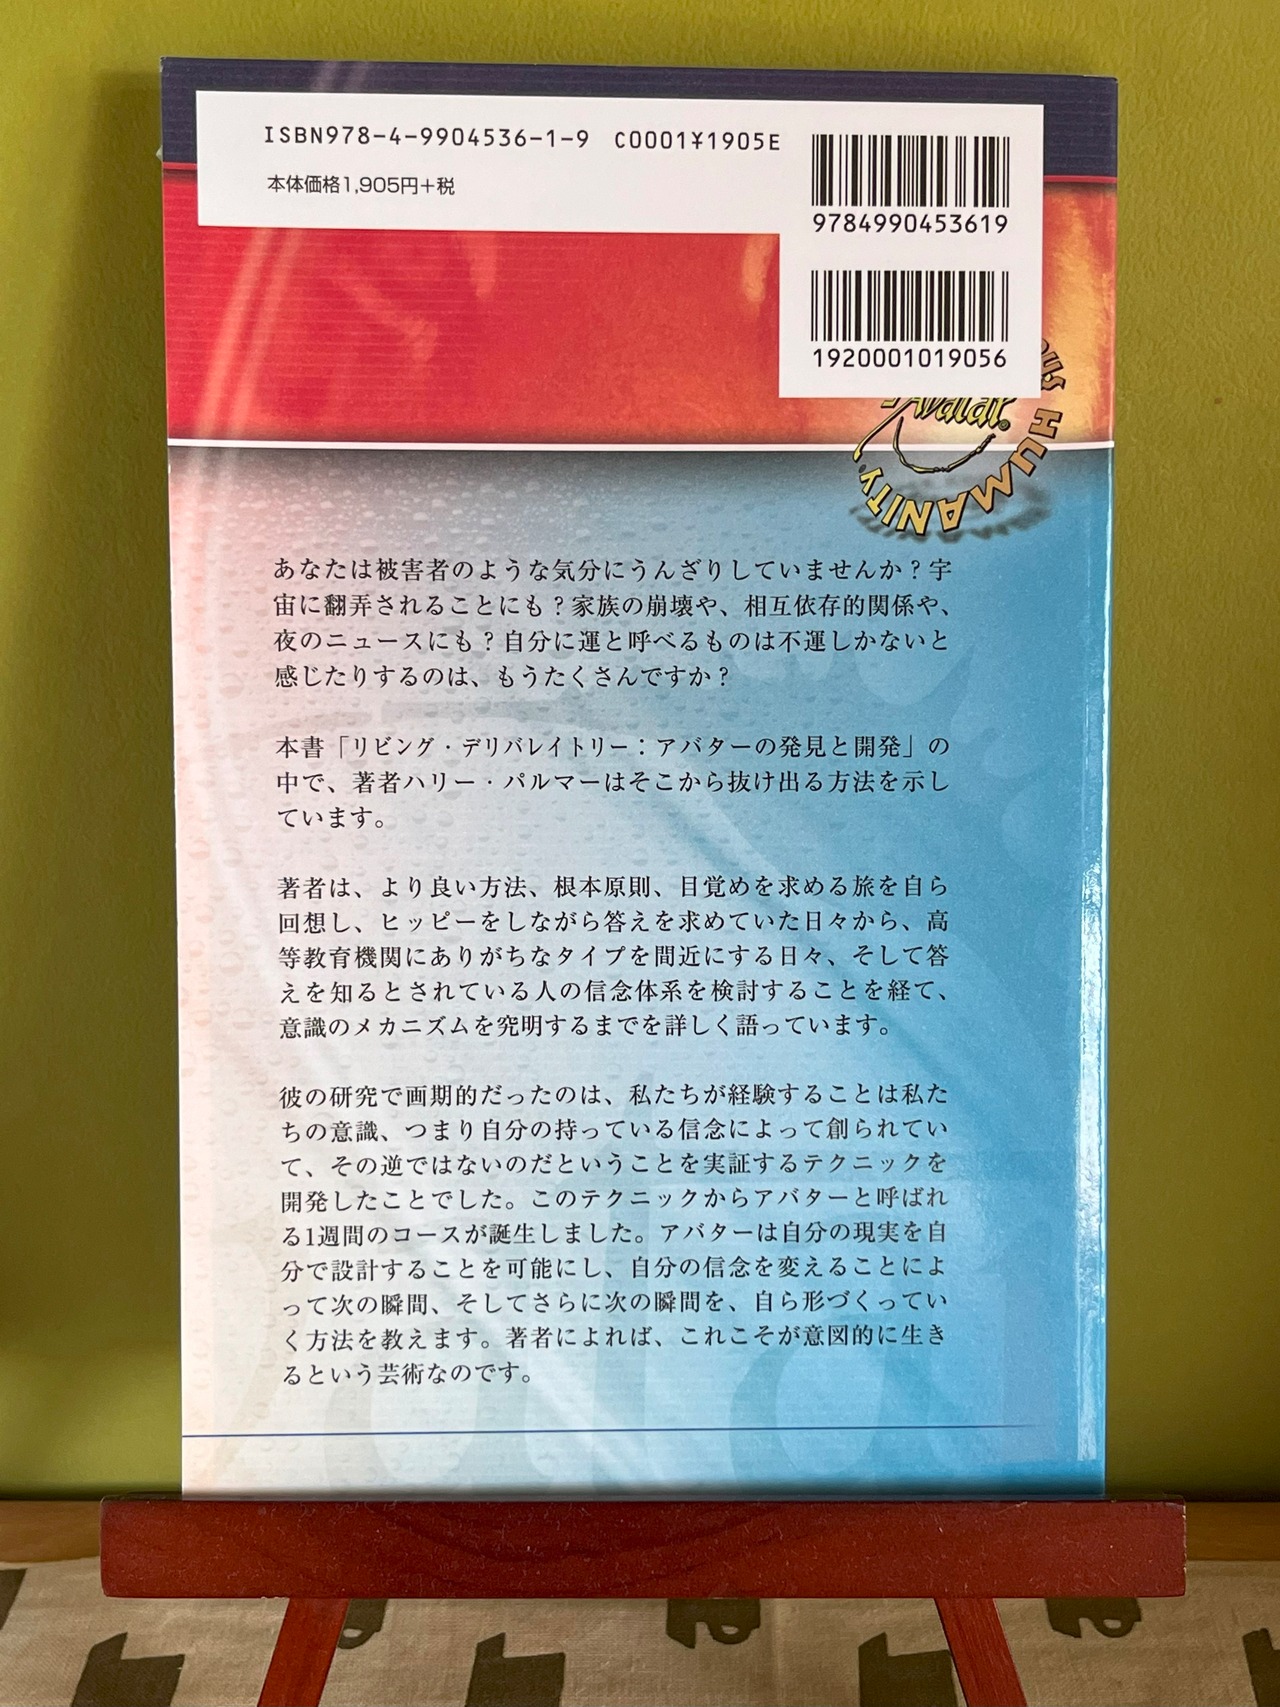 ISBN978-4-9904536-1-9 C0001¥1905E
本体価格1,905円+税
9784990453619
1920001019056
Avatar®
HUMANITY
あなたは被害者のような気分にうんざりしていませんか?宇
宙に翻弄されることにも?家族の崩壊や、相互依存的関係や、
夜のニュースにも?自分に運と呼べるものは不運しかないと
感じたりするのは、もうたくさんですか?
本書「リビング・デリバレイトリー:アバターの発見と開発」の
中で、著者ハリー・パルマーはそこから抜け出る方法を示し
ています。
著者は、より良い方法、根本原則、目覚めを求める旅を自ら
回想し、ヒッピーをしながら答えを求めていた日々から、高
等教育機関にありがちなタイプを間近にする日々、そして答
えを知るとされている人の信念体系を検討することを経て、
意識のメカニズムを究明するまでを詳しく語っています。
彼の研究で画期的だったのは、私たちが経験することは私た
ちの意識、つまり自分の持っている信念によって創られてい
て、その逆ではないのだということを実証するテクニックを
開発したことでした。このテクニックからアバターと呼ばれ
る1週間のコースが誕生しました。アバターは自分の現実を自
分で設計することを可能にし、自分の信念を変えることによ
って次の瞬間、そしてさらに次の瞬間を、自ら形づくってい
く方法を教えます。著者によれば、これこそが意図的に生き
るという芸術なのです。